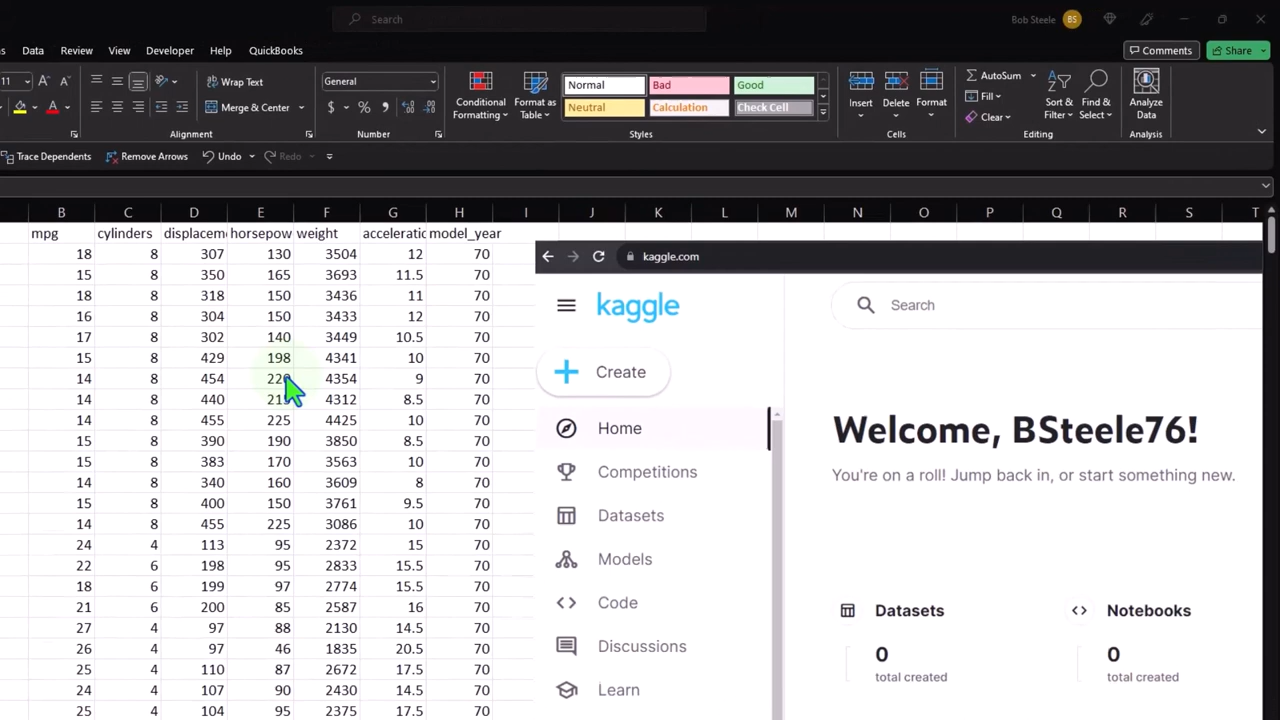 Search
Bob Steele BS
Data Review View Developer Help QuickBooks
Comments Share
11 A A Wrap Text General Normal Bad Good AutoSum
Conditional Formatting Format as Table Insert Delete Format Fill Sort & Filter Find & Select Analyze Data
Merge & Center $ % Neutral Calculation Check Cell Clear
Alignment Number Styles Cells Editing Analysis
Trace Dependents Remove Arrows Undo Redo
B C D E F G H I J K L M N O P Q R S T
mpg cylinders displacem horsepow weight acceleratic model_year
18 8 307 130 3504 12 70
15 8 350 165 3693 11.5 70
18 8 318 150 3436 11 70
16 8 304 150 3433 12 70
17 8 302 140 3449 10.5 70
15 8 429 198 4341 10 70
14 8 454 4354 9 70
14 8 440 4312 8.5 70
14 8 455 225 4425 10 70
15 8 390 190 3850 8.5 70
15 8 383 170 3563 10 70
14 8 340 160 3609 8 70
15 8 400 150 3761 9.5 70
14 8 455 225 3086 10 70
24 4 113 95 2372 15 70
22 6 198 95 2833 15.5 70
18 6 199 97 2774 15.5 70
21 6 200 85 2587 16 70
27 4 97 88 2130 14.5 70
26 4 97 46 1835 20.5 70
25 4 110 87 2672 17.5 70
24 4 107 90 2430 14.5 70
25 4 104 95 2375 17.5 70
kaggle.com
kaggle
Search
Create
Home
Competitions
Datasets
Models
Code
Discussions
Learn
Welcome, BSteele76!
You're on a roll! Jump back in, or start something new.
Datasets Notebooks
0 0
total created total created